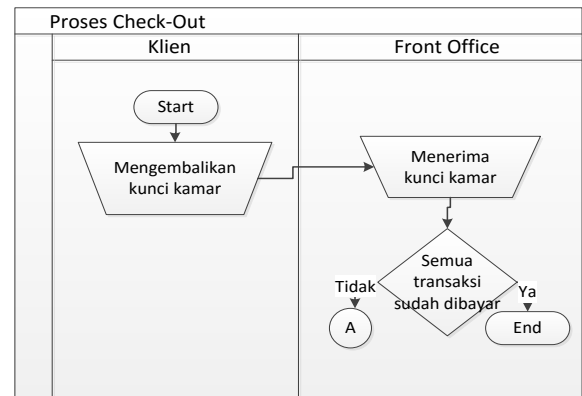 Proses Check-Out
Klien
Front Office
Start
Mengembalikan
kunci kamar
Menerima
kunci kamar
Semua
transaksi
sudah dibayar
Tidak
Ya
A
End